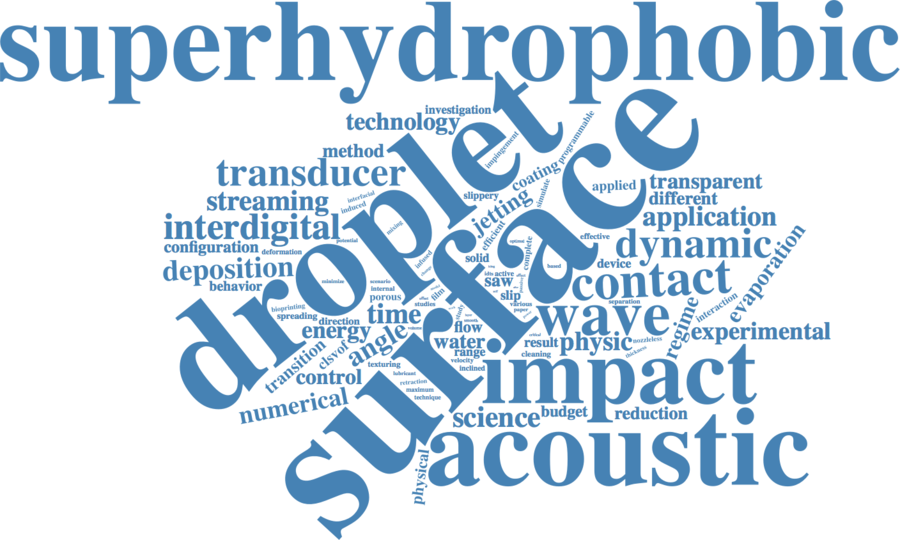 superhydrophobic
droplet
surface
investigation
technology
impingement
programmable
method
transducer
coating
simulate
applied
transparent
different
slippery
streaming
interfacial
induced
jetting
efficient
application
interdigital
mixing
configuration
potential
deformation
complete
effective
dynamic
evaporation
deposition
infused
solid
based
device
contact
behavior
minimize
scenario
internal
porous
film
studies
active
saw
slip
various
paper
separation
interaction
bioprinting
spreading
direction
time
wave
regime
energy
angle
flow
water
result
physic
nozzleless
experimental
transition
clsvof
range
velocity
inclined
cleaning
thickness
texturing
lubricant
control
retraction
maximum
technique
impact
numerical
science
budget
reduction
acoustic
physical